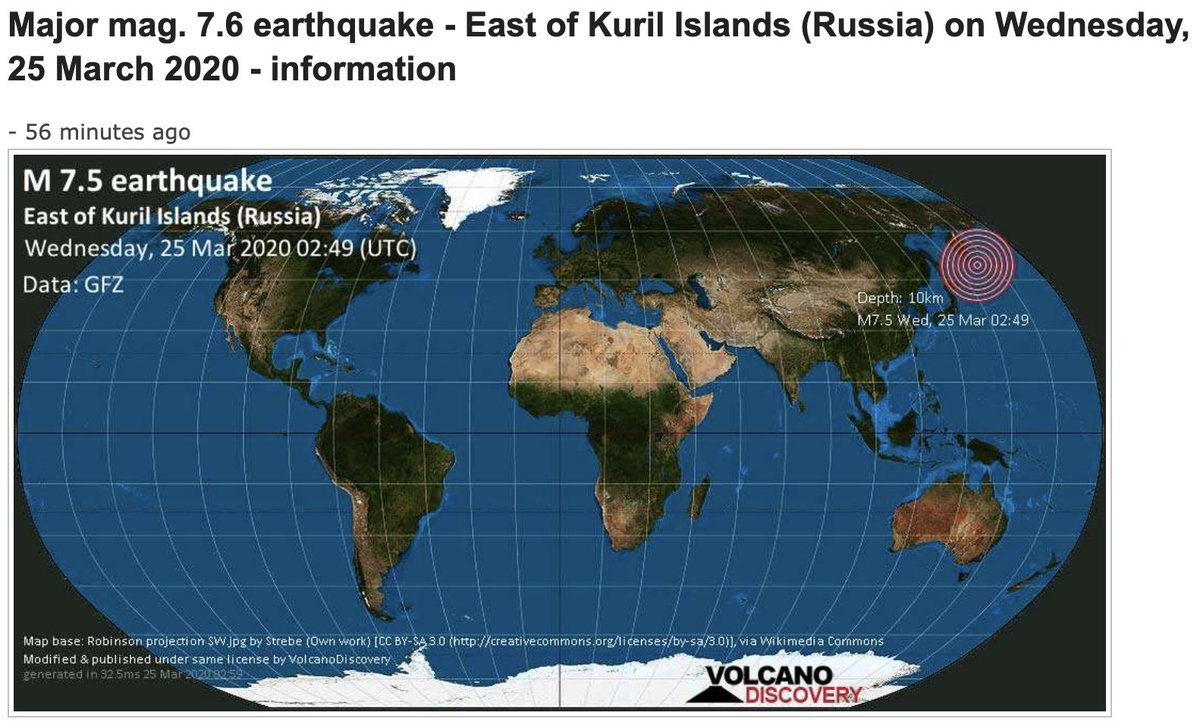 Major mag. 7.6 earthquake - East of Kuril Islands (Russia) on Wednesday,
25 March 2020 - information
- 56 minutes ago
M 7.5 earthquake
East of Kuril Islands (Russia)
Wednesday, 25 Mar 2020 02:49 (UTC)
Data: GFZ
Depth: 10km
M7.5 Wed, 25 Mar 02:49
Map base: Robinson projection SW.jpg by Strebe (Own work) [CC BY-SA 3.0 (http://creativecommons.org/licenses/by-sa/3.0)], via Wikimedia Commons
Modified & published under same license by VolcanoDiscovery
generated in 32.5ms 25 Mar 2020 02:59
VOLCANO
DISCOVERY